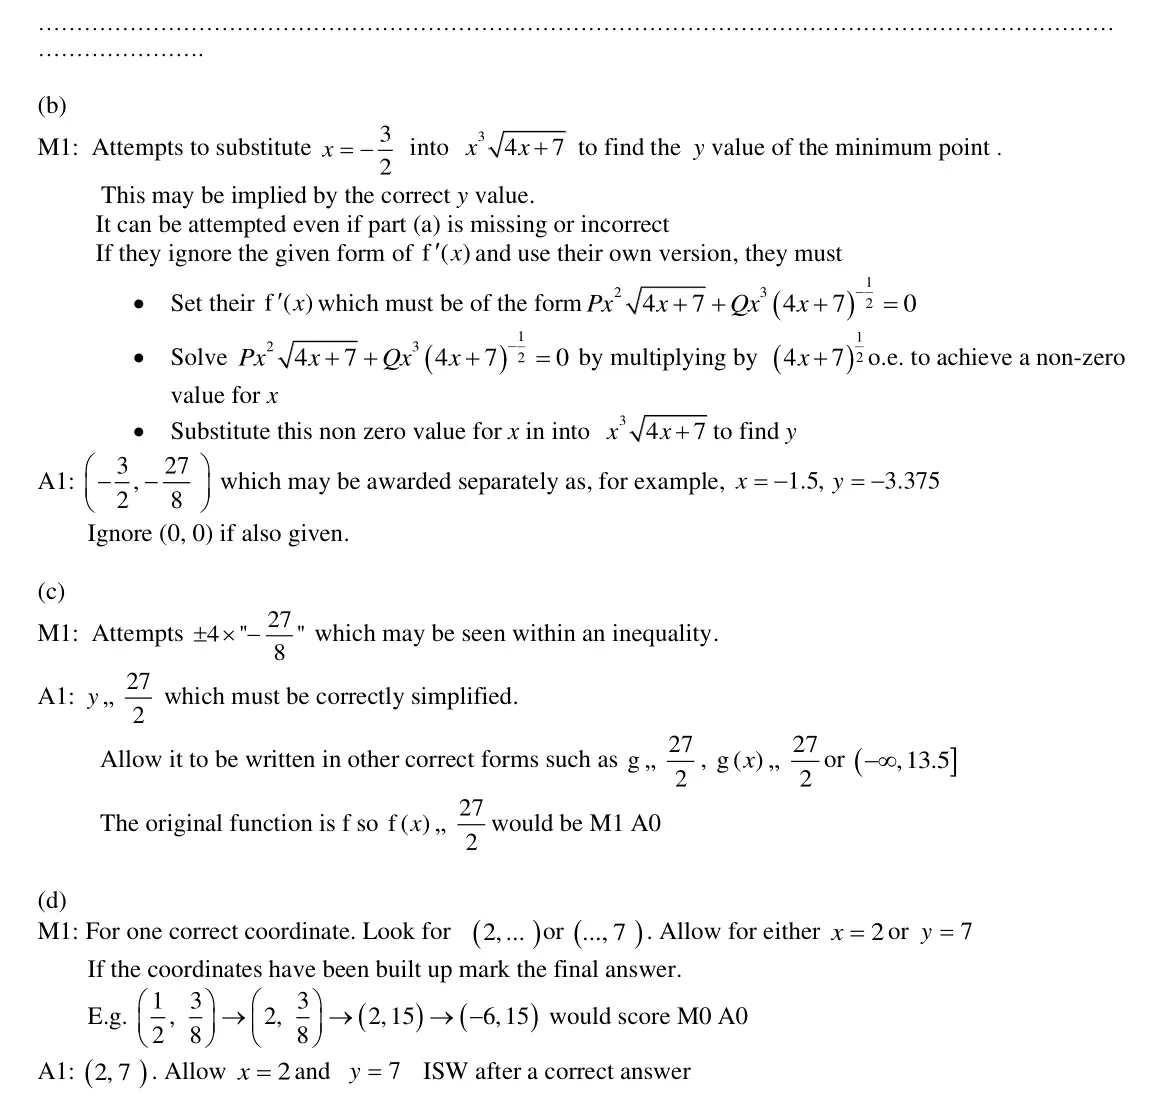 ………………………………………………………………………………………………………………………………
………………….
(b)
M1: Attempts to substitute x = −3/2 into x³√(4x+7) to find the y value of the minimum point .
This may be implied by the correct y value.
It can be attempted even if part (a) is missing or incorrect
If they ignore the given form of f′(x) and use their own version, they must
• Set their f′(x) which must be of the form Px²√(4x+7) + Qx³(4x+7)^(−1/2) = 0
• Solve Px²√(4x+7) + Qx³(4x+7)^(−1/2) = 0 by multiplying by (4x+7)^(1/2) o.e. to achieve a non-zero
value for x
• Substitute this non zero value for x in into x³√(4x+7) to find y
A1: (−3/2, −27/8) which may be awarded separately as, for example, x = −1.5, y = −3.375
Ignore (0, 0) if also given.
(c)
M1: Attempts ±4×"−27/8" which may be seen within an inequality.
A1: y „ 27/2 which must be correctly simplified.
Allow it to be written in other correct forms such as g „ 27/2 , g(x) „ 27/2 or (−∞, 13.5]
The original function is f so f(x) „ 27/2 would be M1 A0
(d)
M1: For one correct coordinate. Look for (2, ... ) or (..., 7 ). Allow for either x = 2 or y = 7
If the coordinates have been built up mark the final answer.
E.g. (1/2, 3/8) → (2, 3/8) → (2, 15) → (−6, 15) would score M0 A0
A1: (2, 7 ). Allow x = 2 and y = 7 ISW after a correct answer